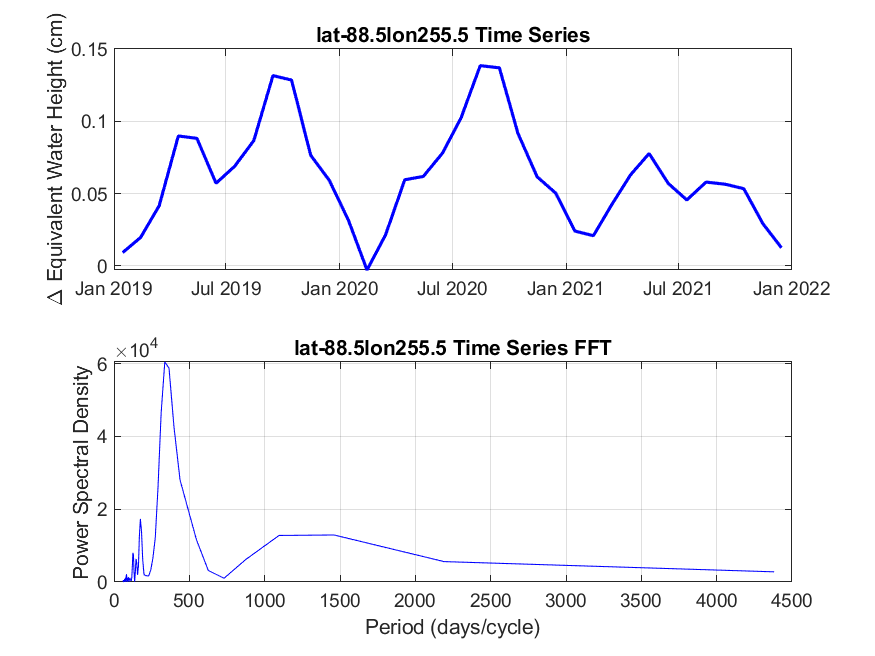 lat-88.5lon255.5 Time Series
Δ Equivalent Water Height (cm)
0.15
0.1
0.05
0
Jan 2019 Jul 2019 Jan 2020 Jul 2020 Jan 2021 Jul 2021 Jan 2022
lat-88.5lon255.5 Time Series FFT
×10⁴
Power Spectral Density
6
4
2
0
0 500 1000 1500 2000 2500 3000 3500 4000 4500
Period (days/cycle)